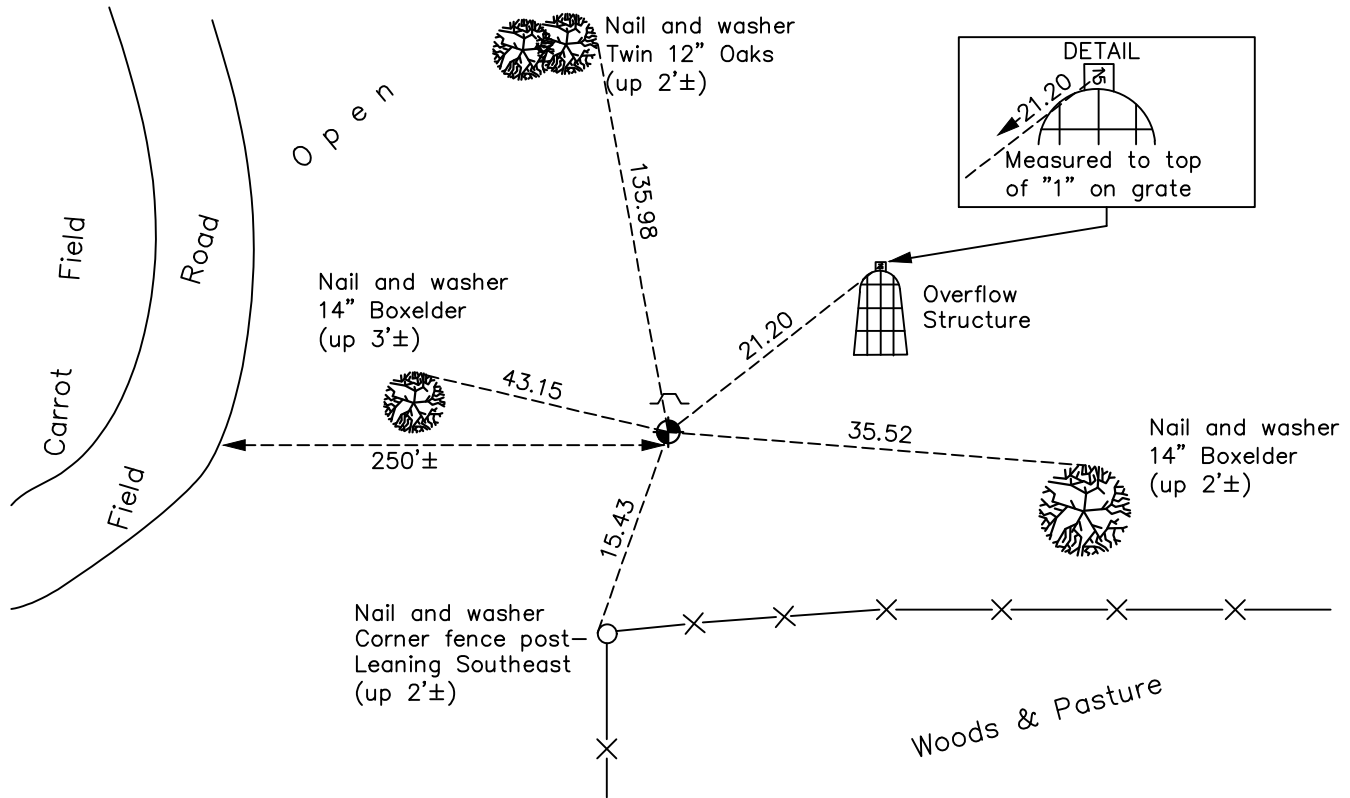 Nail and washer
Twin 12" Oaks
(up 2'±)
DETAIL
15
21.20
Measured to top
of "1" on grate
Open
135.98
Field
Road
Nail and washer
14" Boxelder
(up 3'±)
Overflow
Structure
21.20
43.15
Carrot
35.52
250'±
Nail and washer
14" Boxelder
(up 2'±)
Field
15.43
Nail and washer
Corner fence post–
Leaning Southeast
(up 2'±)
Woods & Pasture